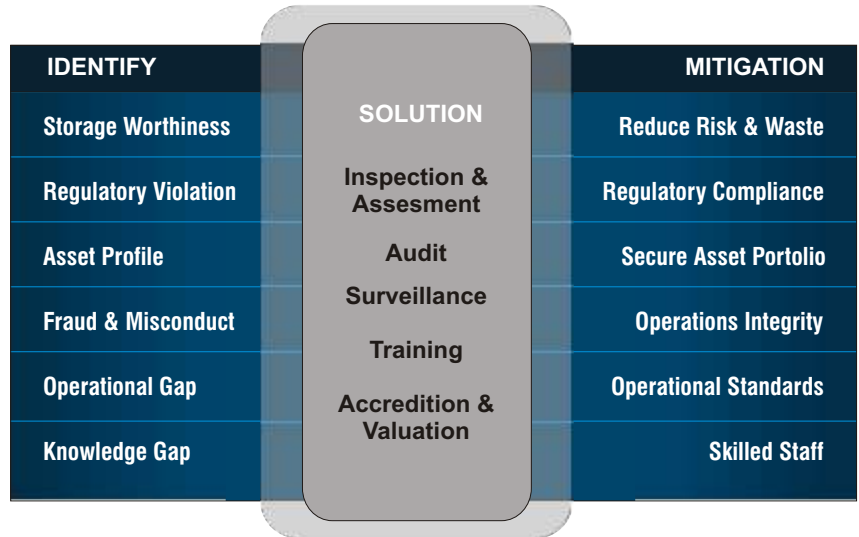 IDENTIFY
Storage Worthiness
Regulatory Violation
Asset Profile
Fraud & Misconduct
Operational Gap
Knowledge Gap
SOLUTION
Inspection &
Assesment
Audit
Surveillance
Training
Accredition &
Valuation
MITIGATION
Reduce Risk & Waste
Regulatory Compliance
Secure Asset Portolio
Operations Integrity
Operational Standards
Skilled Staff